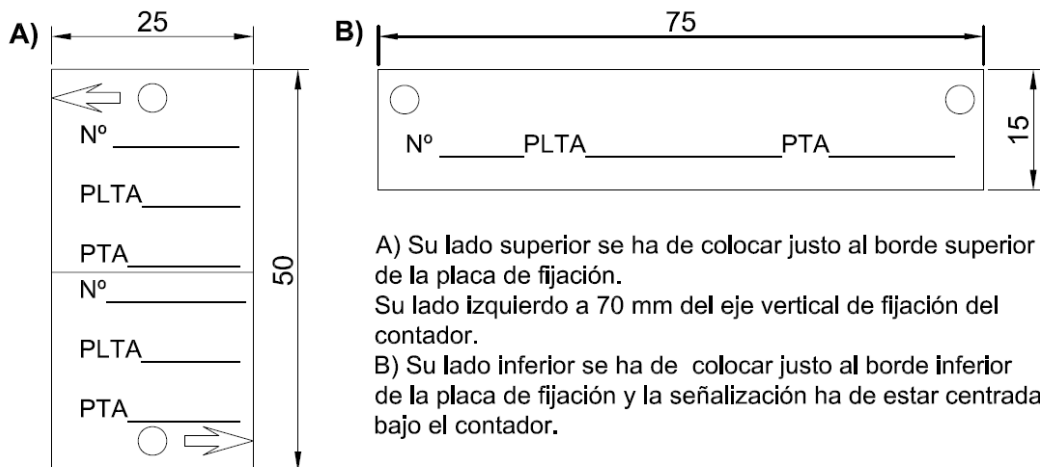 A)
25
Nº
PLTA
PTA
Nº
PLTA
PTA
50
B)
75
Nº PLTA PTA
15
A) Su lado superior se ha de colocar justo al borde superior
de la placa de fijación.
Su lado izquierdo a 70 mm del eje vertical de fijación del
contador.
B) Su lado inferior se ha de colocar justo al borde inferior
de la placa de fijación y la señalización ha de estar centrada
bajo el contador.